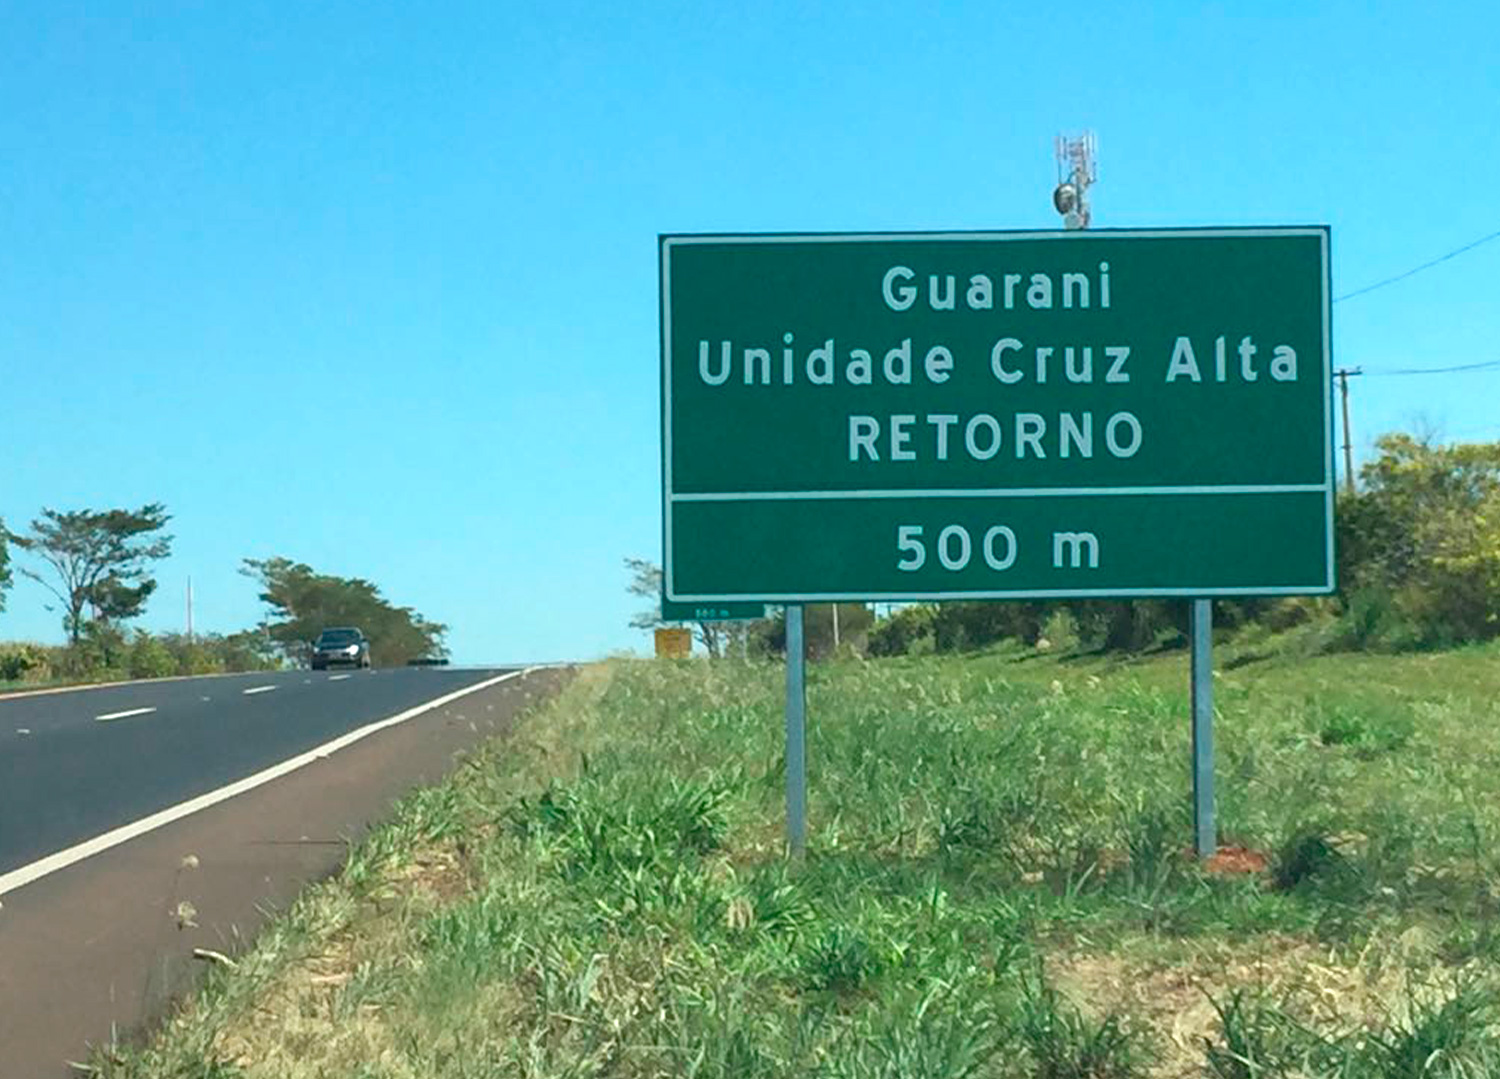 Guarani
Unidade Cruz Alta
RETORNO
500 m